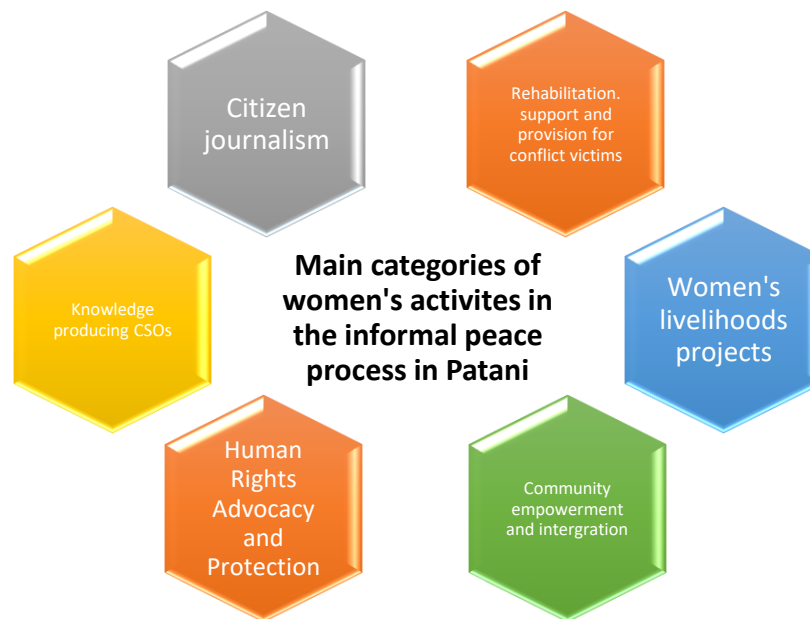 Citizen
journalism
Rehabilitation.
support and
provision for
conflict victims
Main categories of
women's activites in
the informal peace
process in Patani
Knowledge
producing CSOs
Women's
livelihoods
projects
Human
Rights
Advocacy
and
Protection
Community
empowerment
and intergration